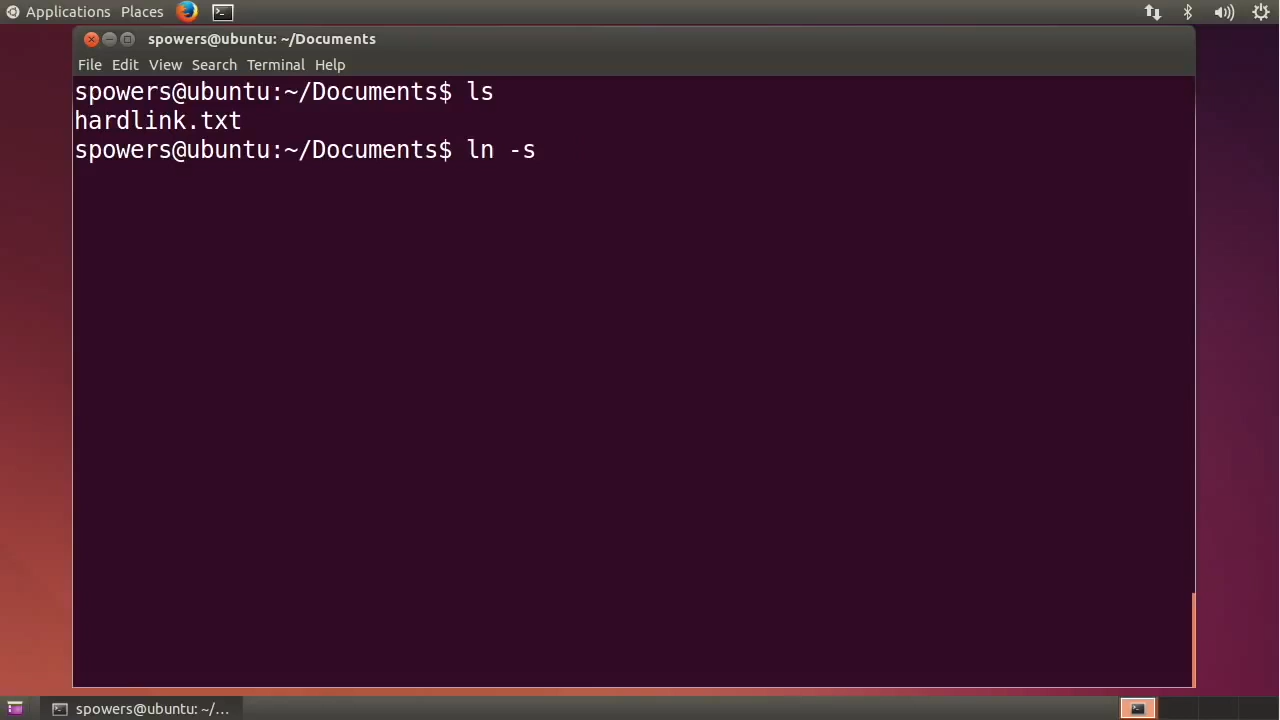 Applications Places
spowers@ubuntu: ~/Documents
File Edit View Search Terminal Help
spowers@ubuntu:~/Documents$ ls
hardlink.txt
spowers@ubuntu:~/Documents$ ln -s
spowers@ubuntu: ~/...